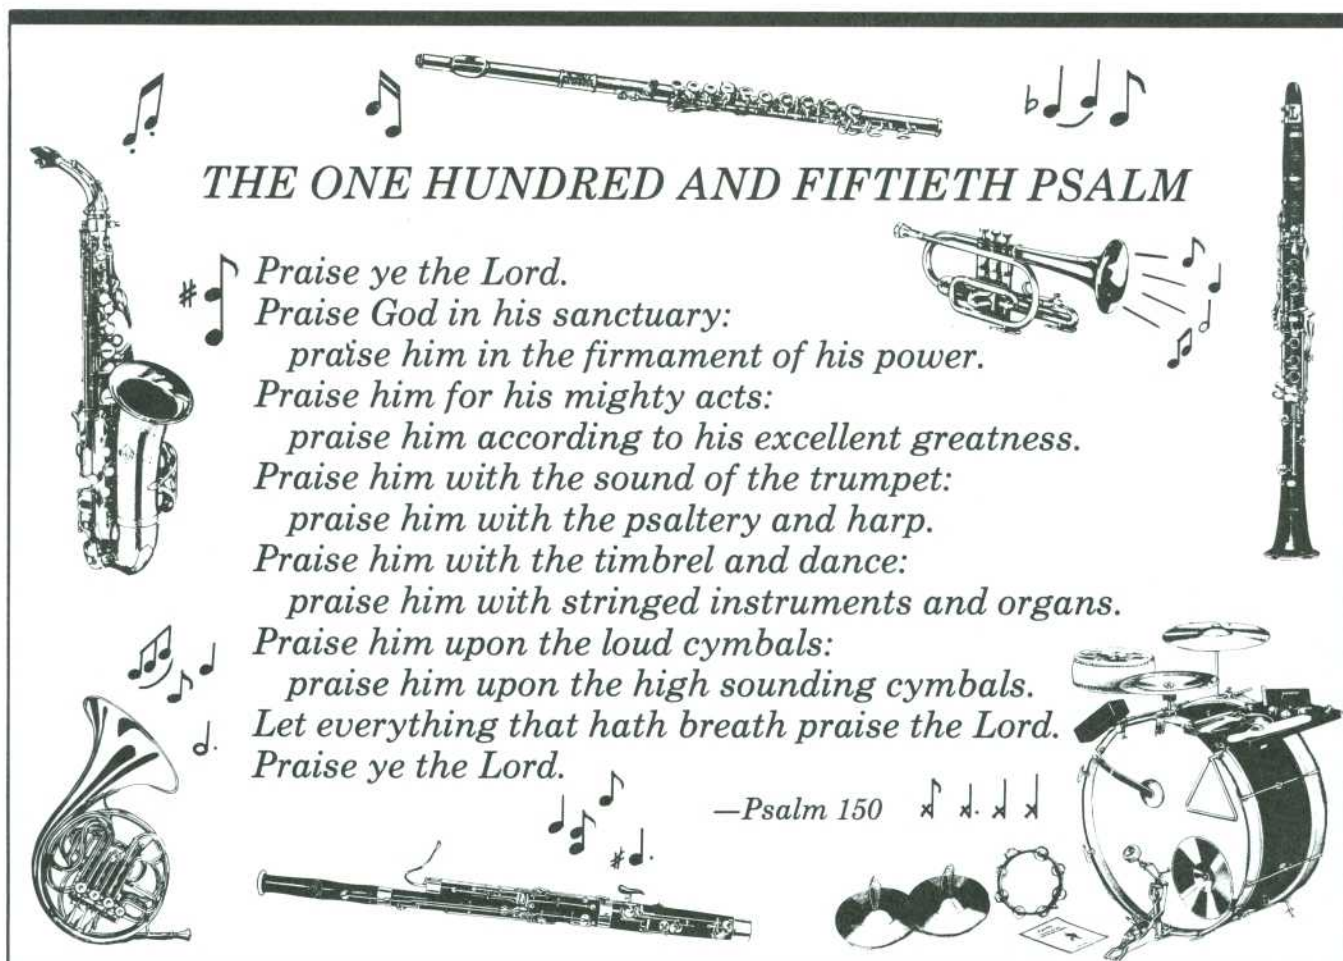 THE ONE HUNDRED AND FIFTIETH PSALM
Praise ye the Lord.
Praise God in his sanctuary:
praise him in the firmament of his power.
Praise him for his mighty acts:
praise him according to his excellent greatness.
Praise him with the sound of the trumpet:
praise him with the psaltery and harp.
Praise him with the timbrel and dance:
praise him with stringed instruments and organs.
Praise him upon the loud cymbals:
praise him upon the high sounding cymbals.
Let everything that hath breath praise the Lord.
Praise ye the Lord.
—Psalm 150